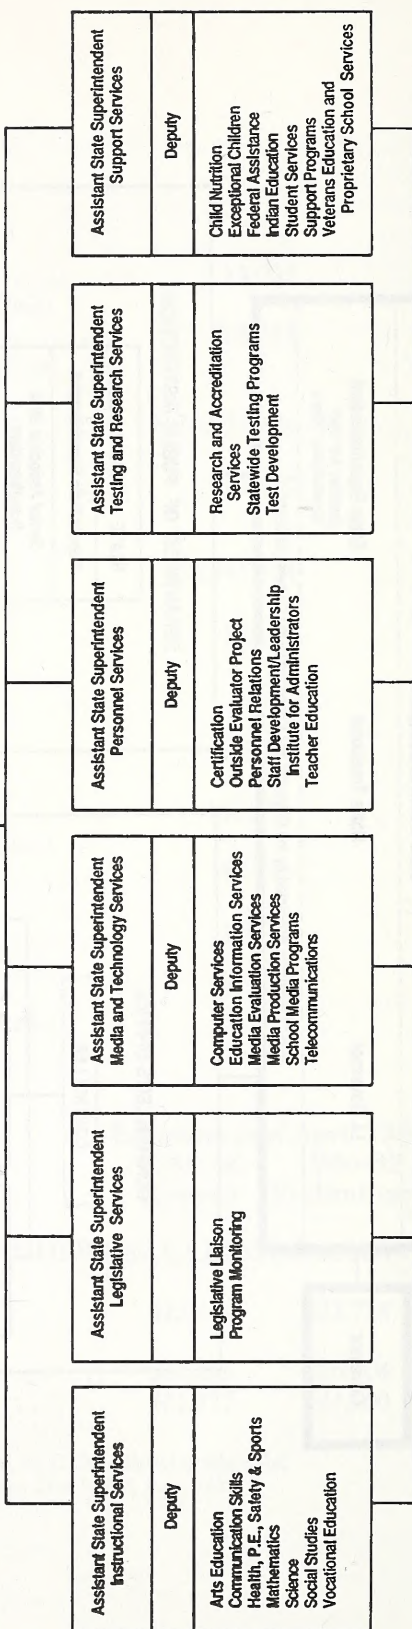 Assistant State Superintendent
Instructional Services
Deputy
Arts Education
Communication Skills
Health, P.E., Safety & Sports
Mathematics
Science
Social Studies
Vocational Education
Assistant State Superintendent
Legislative Services
Legislative Liaison
Program Monitoring
Assistant State Superintendent
Media and Technology Services
Deputy
Computer Services
Education Information Services
Media Evaluation Services
Media Production Services
School Media Programs
Telecommunications
Assistant State Superintendent
Personnel Services
Deputy
Certification
Outside Evaluator Project
Personnel Relations
Staff Development/Leadership
Institute for Administrators
Teacher Education
Assistant State Superintendent
Testing and Research Services
Research and Accreditation
Services
Statewide Testing Programs
Test Development
Assistant State Superintendent
Support Services
Deputy
Child Nutrition
Exceptional Children
Federal Assistance
Indian Education
Student Services
Support Programs
Veterans Education and
Proprietary School Services